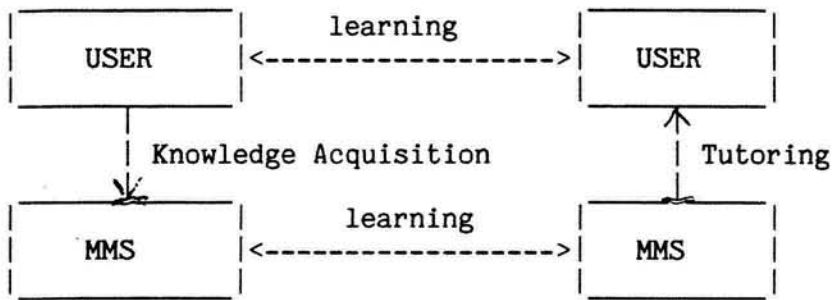 learning
USER USER
Knowledge Acquisition Tutoring
learning
MMS MMS